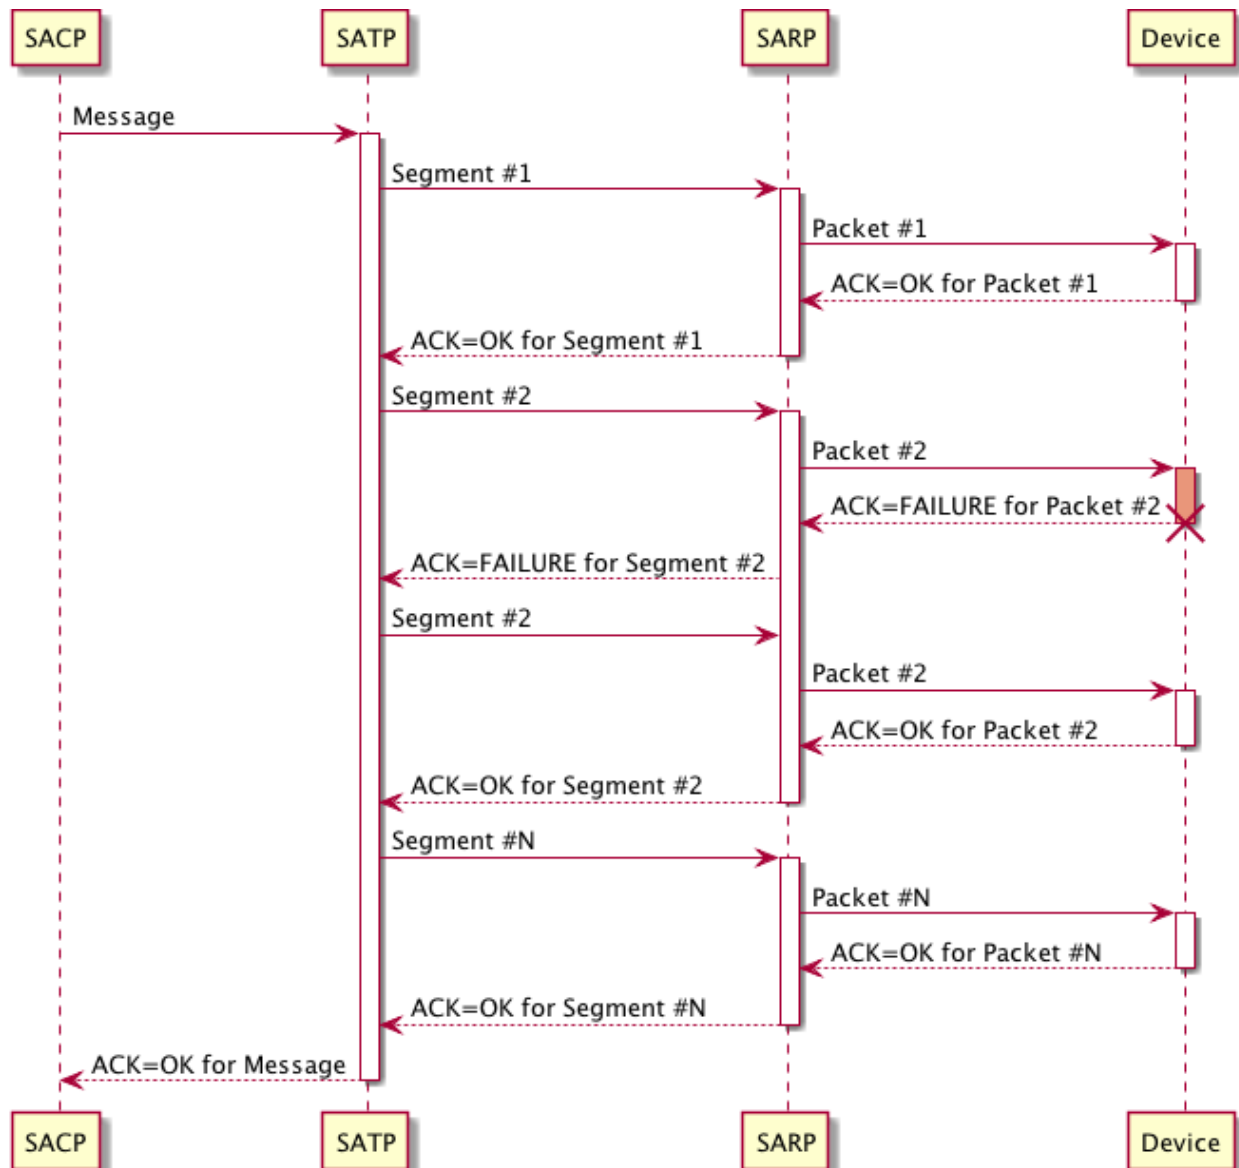 SACP
SATP
SARP
Device
Message
Segment #1
Packet #1
ACK=OK for Packet #1
ACK=OK for Segment #1
Segment #2
Packet #2
ACK=FAILURE for Packet #2
ACK=FAILURE for Segment #2
Segment #2
Packet #2
ACK=OK for Packet #2
ACK=OK for Segment #2
Segment #N
Packet #N
ACK=OK for Packet #N
ACK=OK for Segment #N
ACK=OK for Message
SACP
SATP
SARP
Device